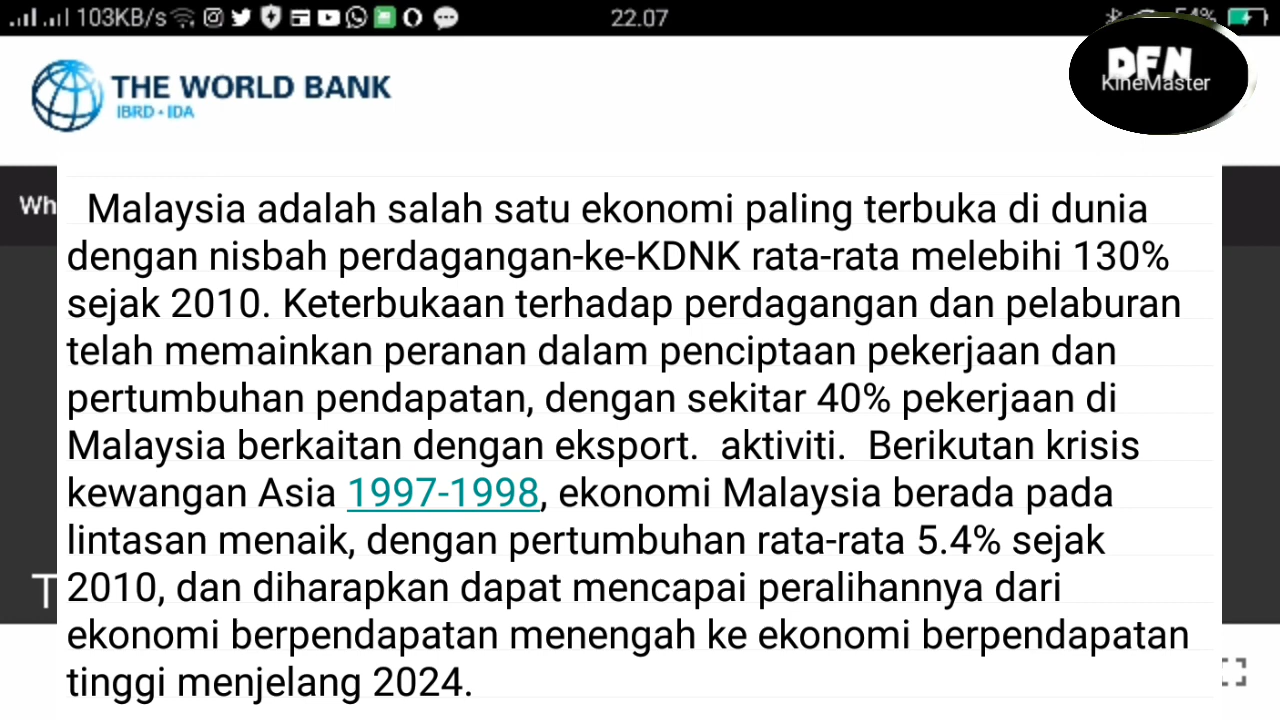 103KB/s
22.07
54%
THE WORLD BANK
IBRD • IDA
DFN
KineMaster
Wh
Malaysia adalah salah satu ekonomi paling terbuka di dunia
dengan nisbah perdagangan-ke-KDNK rata-rata melebihi 130%
sejak 2010. Keterbukaan terhadap perdagangan dan pelaburan
telah memainkan peranan dalam penciptaan pekerjaan dan
pertumbuhan pendapatan, dengan sekitar 40% pekerjaan di
Malaysia berkaitan dengan eksport.  aktiviti.  Berikutan krisis
kewangan Asia 1997-1998, ekonomi Malaysia berada pada
lintasan menaik, dengan pertumbuhan rata-rata 5.4% sejak
T
2010, dan diharapkan dapat mencapai peralihannya dari
ekonomi berpendapatan menengah ke ekonomi berpendapatan
tinggi menjelang 2024.